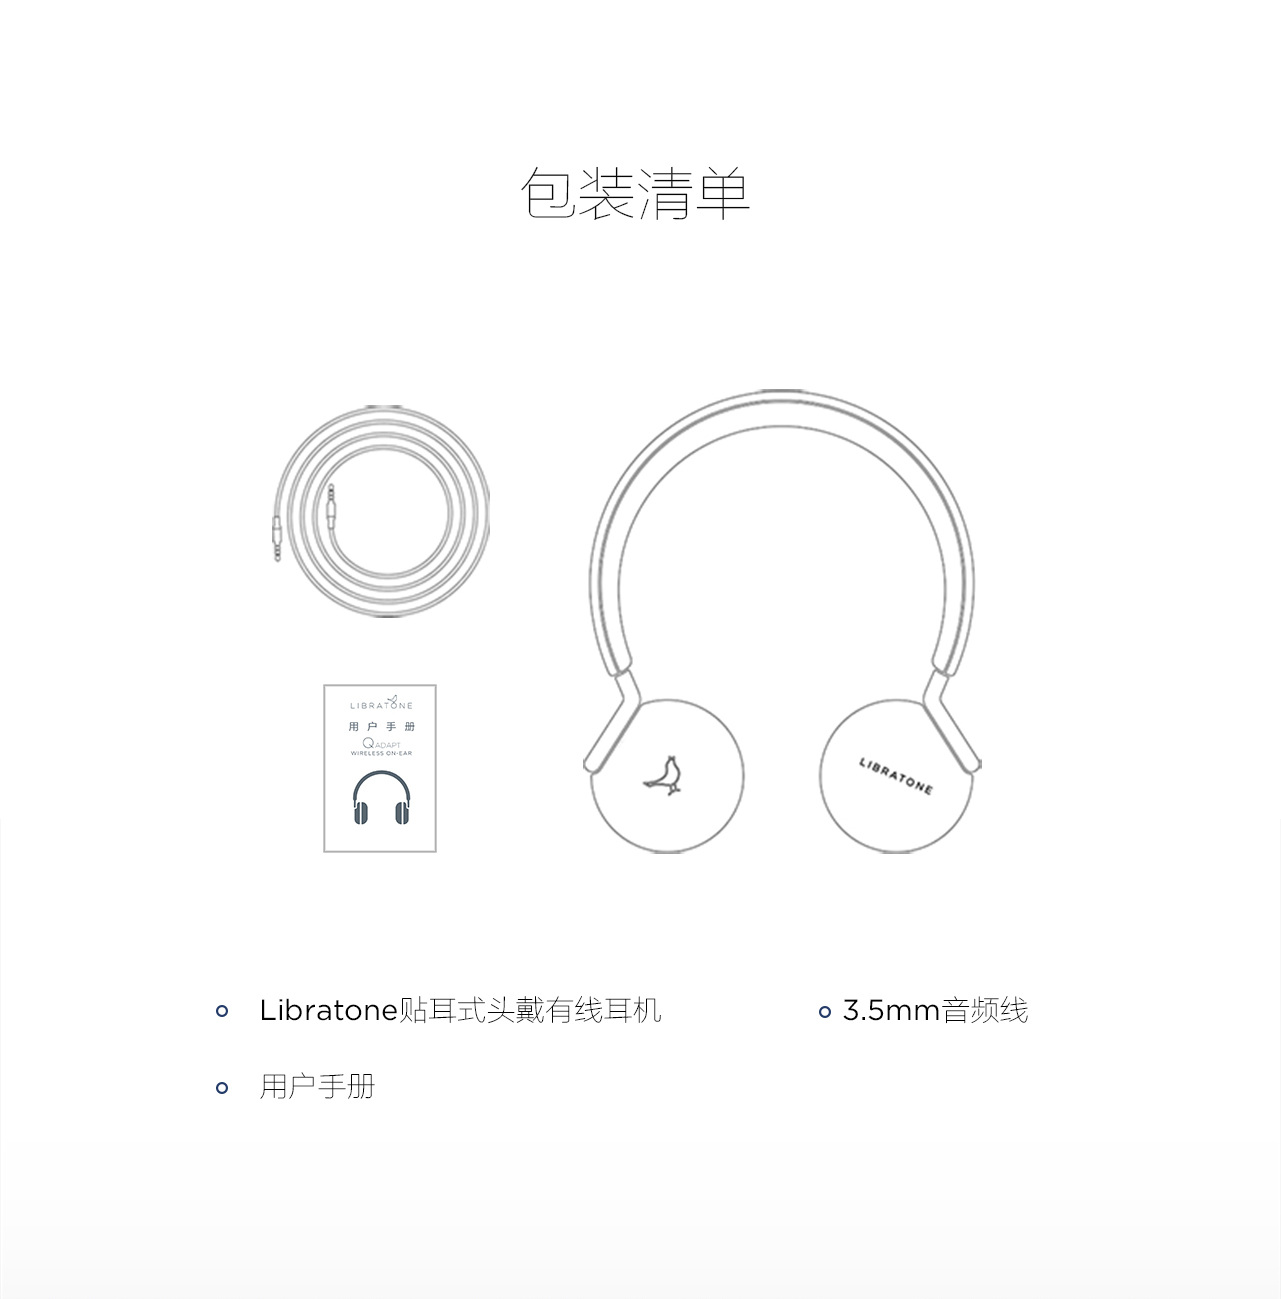 包装清单
LIBRATONE
用户手册
Q ADAPT
WIRELESS ON-EAR
LIBRATONE
Libratone贴耳式头戴有线耳机
3.5mm音频线
用户手册